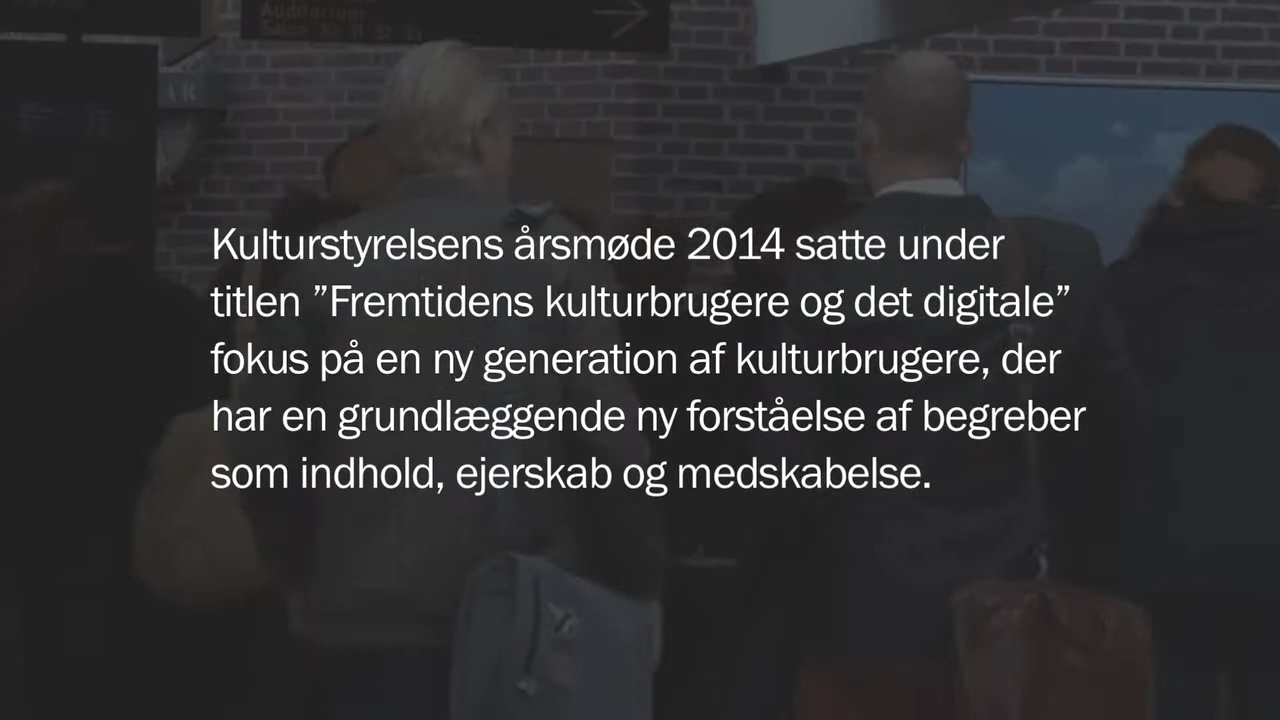 Auditorium
Kulturstyrelsens årsmøde 2014 satte under
titlen ”Fremtidens kulturbrugere og det digitale”
fokus på en ny generation af kulturbrugere, der
har en grundlæggende ny forståelse af begreber
som indhold, ejerskab og medskabelse.